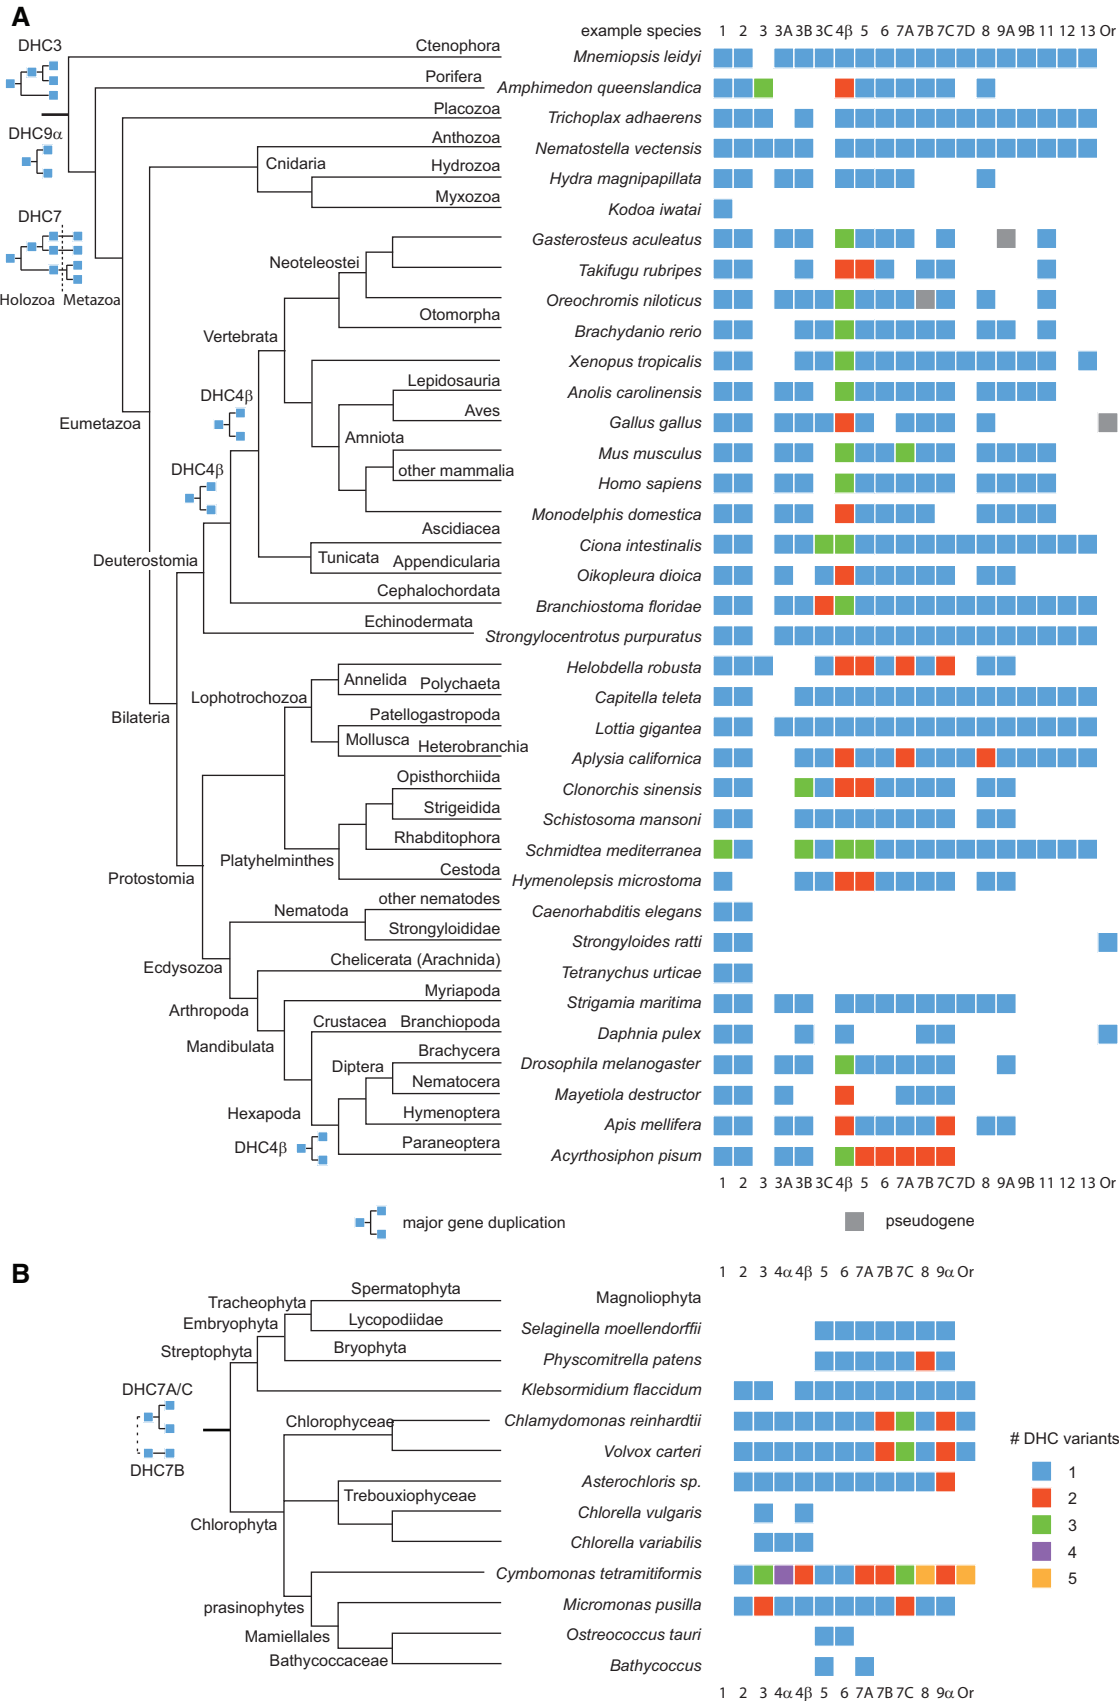 A
example species
1 2 3 3A 3B 3C 4β 5 6 7A 7B 7C 7D 8 9A 9B 11 12 13 Or
DHC3
Ctenophora
Mnemiopsis leidyi
Porifera
Amphimedon queenslandica
Placozoa
Trichoplax adhaerens
DHC9α
Anthozoa
Nematostella vectensis
Cnidaria
Hydrozoa
Hydra magnipapillata
Myxozoa
Kodoa iwatai
DHC7
Holozoa Metazoa
Gasterosteus aculeatus
Neoteleostei
Takifugu rubripes
Oreochromis niloticus
Otomorpha
Brachydanio rerio
Vertebrata
Xenopus tropicalis
Lepidosauria
Anolis carolinensis
DHC4β
Aves
Gallus gallus
Eumetazoa
Amniota
Mus musculus
other mammalia
Homo sapiens
DHC4β
Monodelphis domestica
Ascidiacea
Ciona intestinalis
Deuterostomia
Tunicata
Appendicularia
Oikopleura dioica
Cephalochordata
Branchiostoma floridae
Echinodermata
Strongylocentrotus purpuratus
Helobdella robusta
Annelida
Polychaeta
Lophotrochozoa
Capitella teleta
Bilateria
Patellogastropoda
Lottia gigantea
Mollusca
Heterobranchia
Aplysia californica
Opisthorchiida
Clonorchis sinensis
Strigeidida
Schistosoma mansoni
Rhabditophora
Schmidtea mediterranea
Platyhelminthes
Cestoda
Hymenolepsis microstoma
Protostomia
other nematodes
Caenorhabditis elegans
Nematoda
Strongyloididae
Strongyloides ratti
Chelicerata (Arachnida)
Tetranychus urticae
Ecdysozoa
Myriapoda
Strigamia maritima
Arthropoda
Crustacea
Branchiopoda
Daphnia pulex
Mandibulata
Brachycera
Drosophila melanogaster
Diptera
Nematocera
Mayetiola destructor
Hexapoda
Hymenoptera
Apis mellifera
DHC4β
Paraneoptera
Acyrthosiphon pisum
1 2 3 3A 3B 3C 4β 5 6 7A 7B 7C 7D 8 9A 9B 11 12 13 Or
major gene duplication
pseudogene
B
1 2 3 4α 4β 5 6 7A 7B 7C 8 9α Or
Spermatophyta
Magnoliophyta
Tracheophyta
Lycopodiidae
Selaginella moellendorffii
Embryophyta
Bryophyta
Physcomitrella patens
Streptophyta
Klebsormidium flaccidum
DHC7A/C
Chlorophyceae
Chlamydomonas reinhardtii
# DHC variants
Volvox carteri
DHC7B
1
Asterochloris sp.
Trebouxiophyceae
2
Chlorella vulgaris
Chlorophyta
3
Chlorella variabilis
4
Cymbomonas tetramitiformis
5
prasinophytes
Micromonas pusilla
Mamiellales
Ostreococcus tauri
Bathycoccaceae
Bathycoccus
1 2 3 4α 4β 5 6 7A 7B 7C 8 9α Or